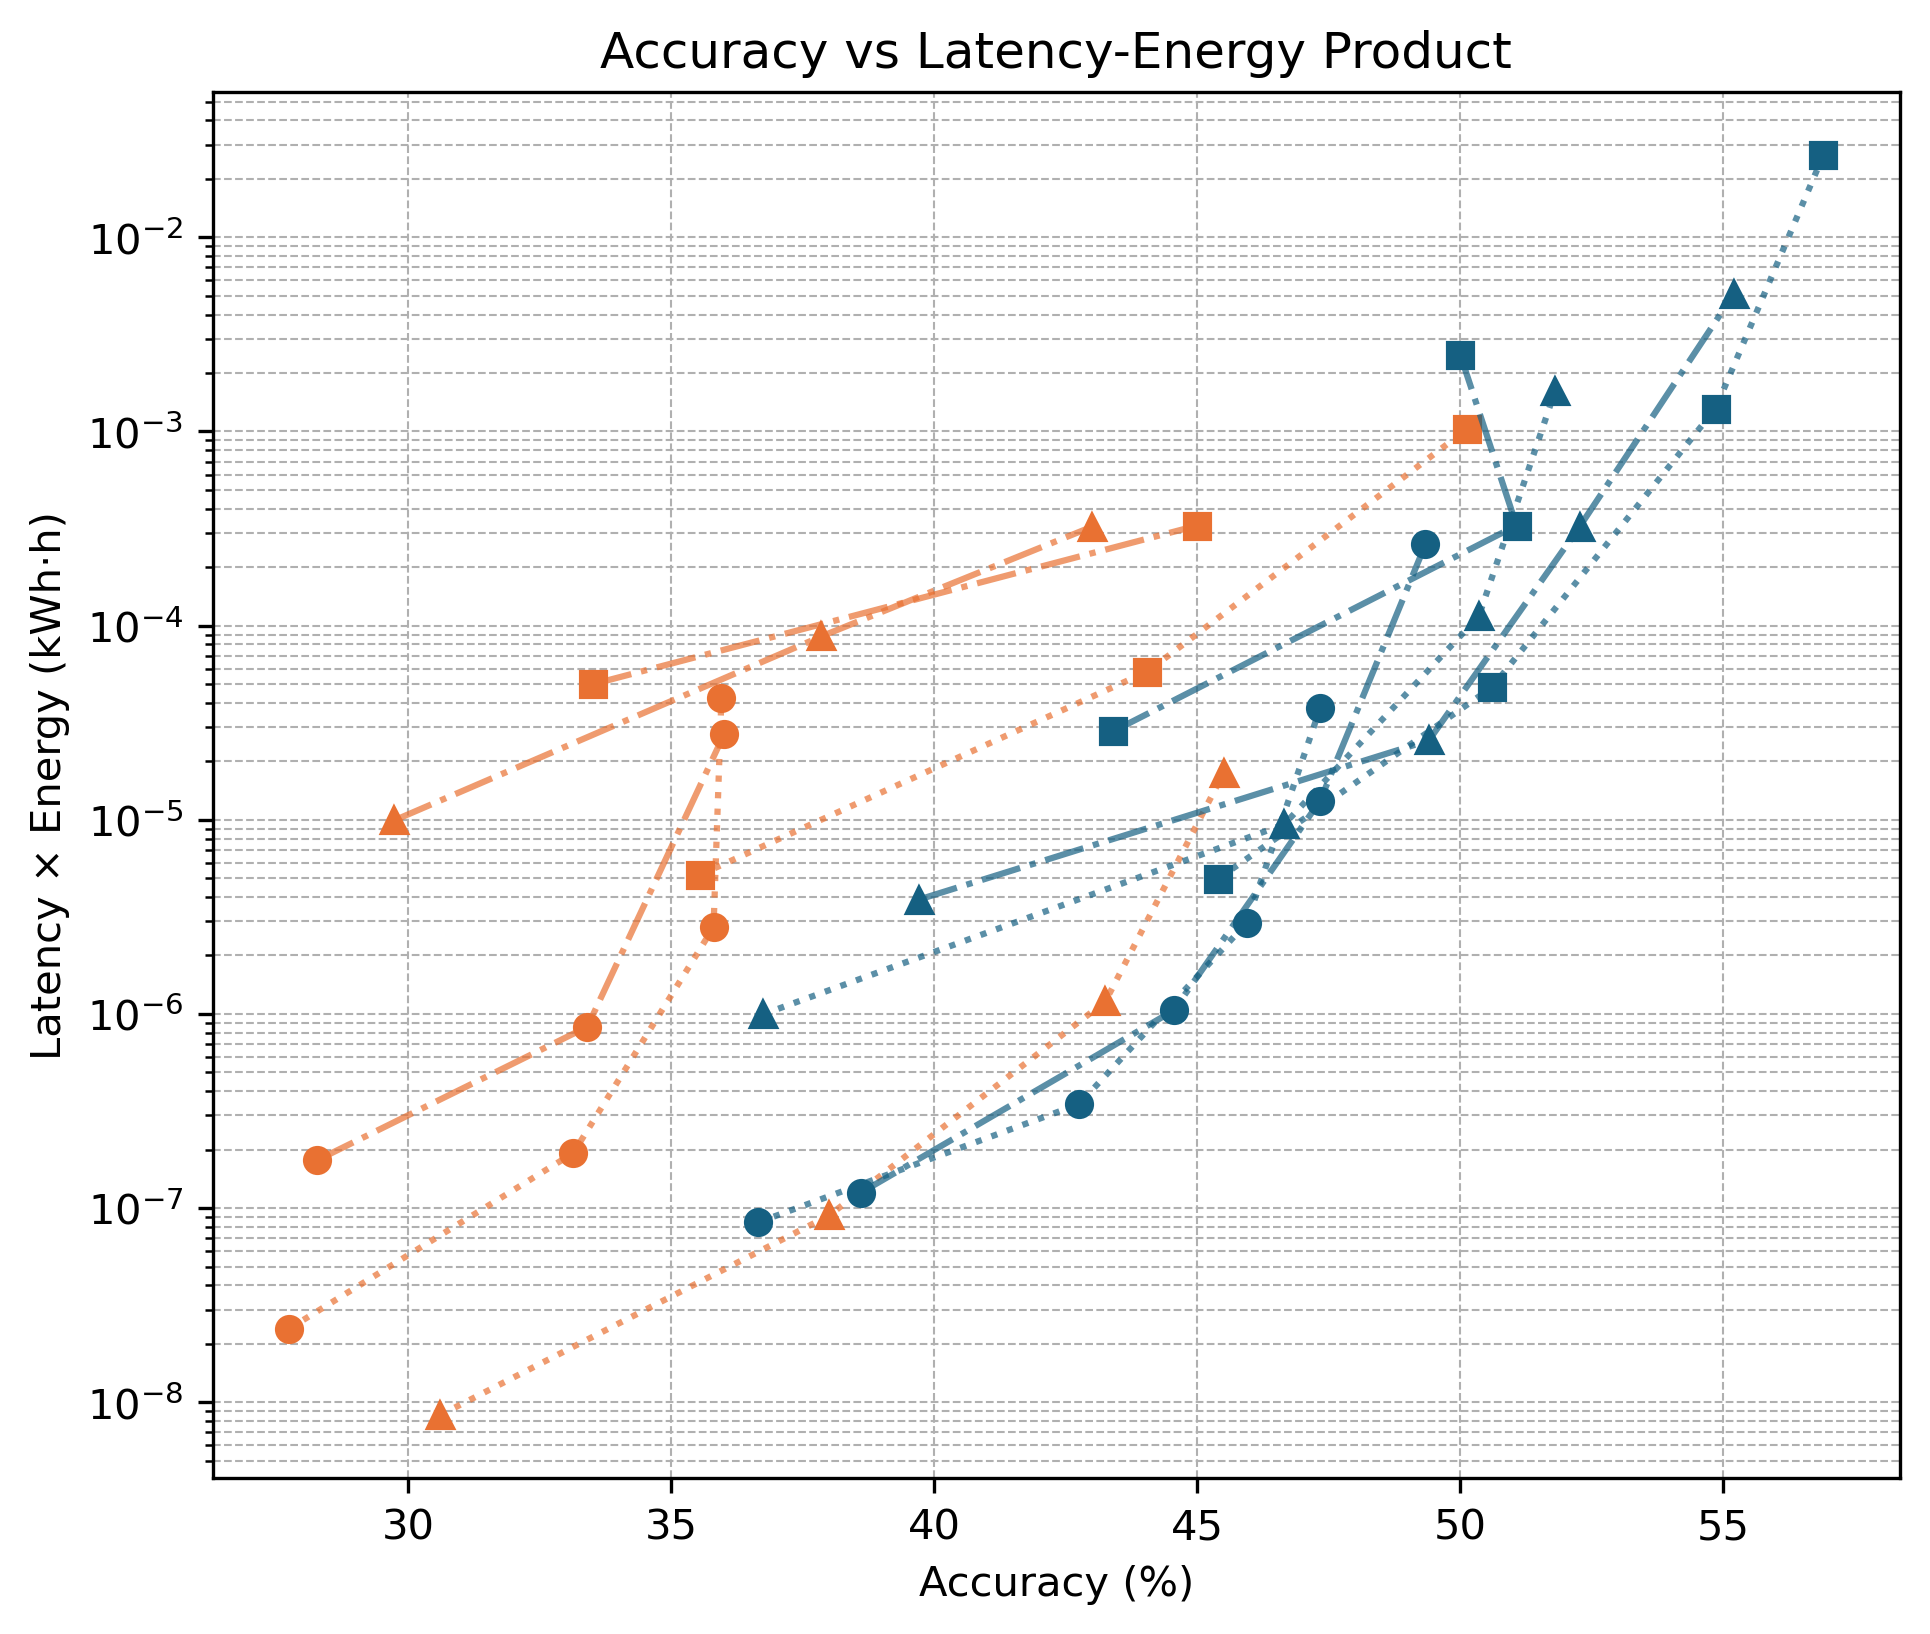 Accuracy vs Latency-Energy Product
Latency × Energy (kWh·h)
10⁻²
10⁻³
10⁻⁴
10⁻⁵
10⁻⁶
10⁻⁷
10⁻⁸
30 35 40 45 50 55
Accuracy (%)